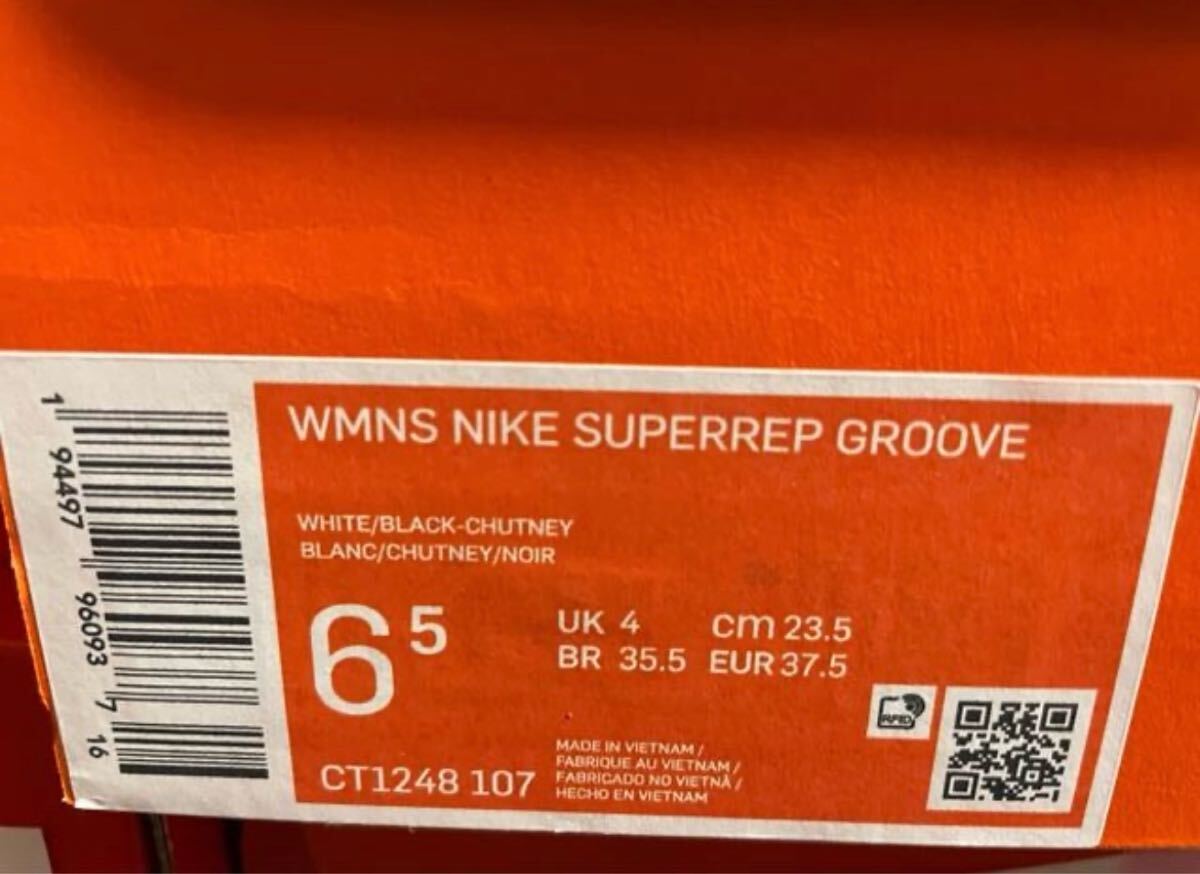 WMNS NIKE SUPERREP GROOVE
WHITE/BLACK-CHUTNEY
BLANC/CHUTNEY/NOIR
6 5
UK 4 cm 23.5
BR 35.5 EUR 37.5
CT1248 107
MADE IN VIETNAM /
FABRIQUE AU VIETNAM /
FABRICADO NO VIETNÃ /
HECHO EN VIETNAM
RFID
1 94497 96093 7 16